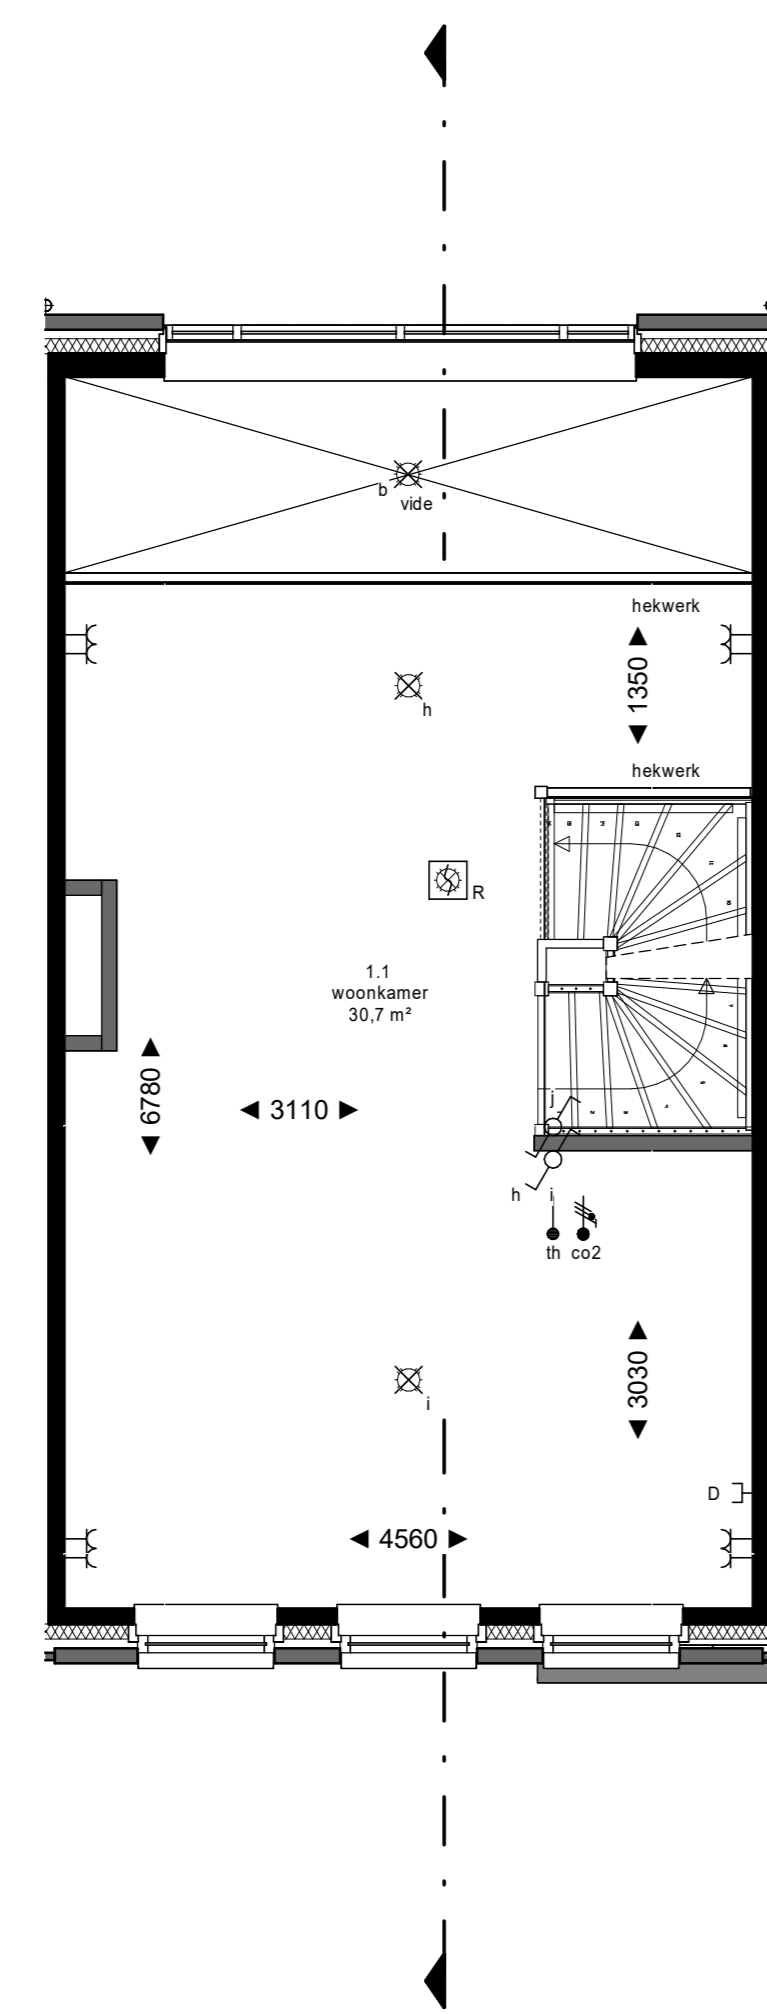 b
vide
hekwerk
1350
h
hekwerk
R
1.1
woonkamer
30,7 m²
6780
3110
j
h
i
th
co2
3030
i
D
4560